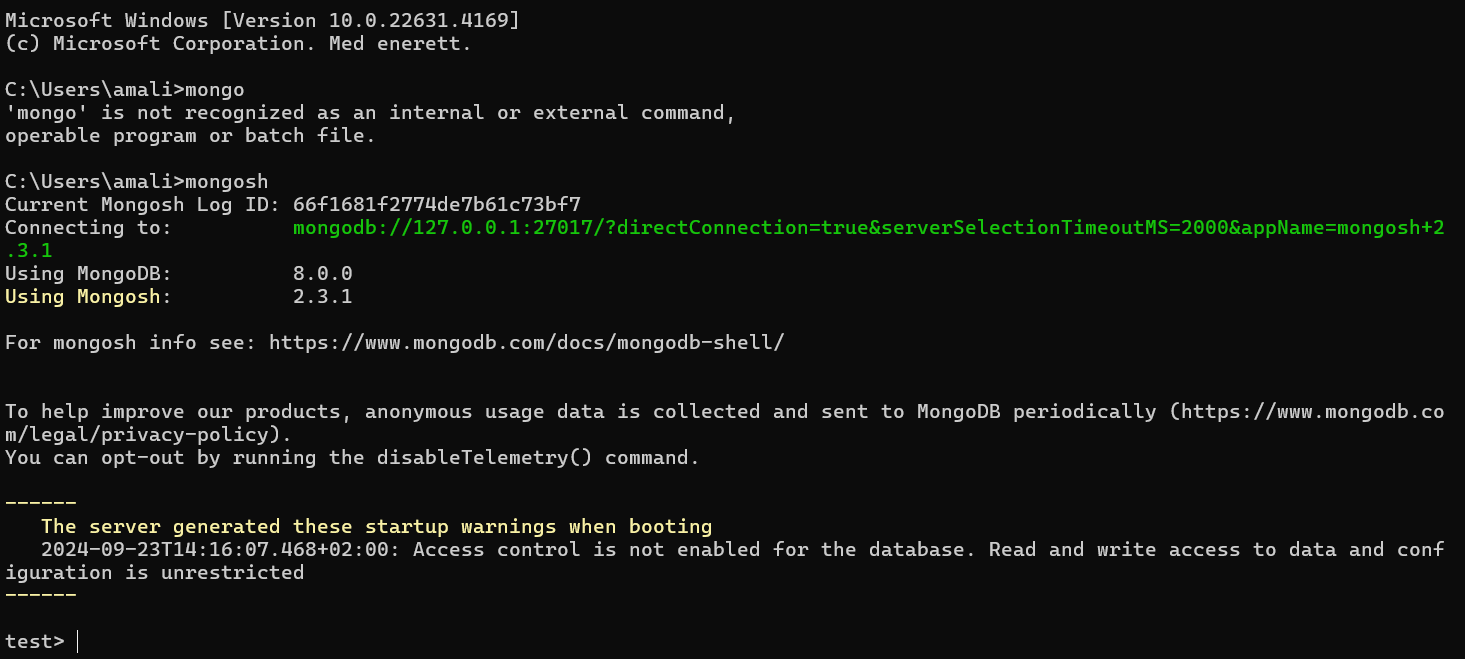 Microsoft Windows [Version 10.0.22631.4169]
(c) Microsoft Corporation. Med enerett.
C:\Users\amali>mongo
'mongo' is not recognized as an internal or external command,
operable program or batch file.
C:\Users\amali>mongosh
Current Mongosh Log ID: 66f1681f2774de7b61c73bf7
Connecting to:          mongodb://127.0.0.1:27017/?directConnection=true&serverSelectionTimeoutMS=2000&appName=mongosh+2
.3.1
Using MongoDB:          8.0.0
Using Mongosh:          2.3.1
For mongosh info see: https://www.mongodb.com/docs/mongodb-shell/
To help improve our products, anonymous usage data is collected and sent to MongoDB periodically (https://www.mongodb.co
m/legal/privacy-policy).
You can opt-out by running the disableTelemetry() command.
------
   The server generated these startup warnings when booting
   2024-09-23T14:16:07.468+02:00: Access control is not enabled for the database. Read and write access to data and conf
iguration is unrestricted
------
test>